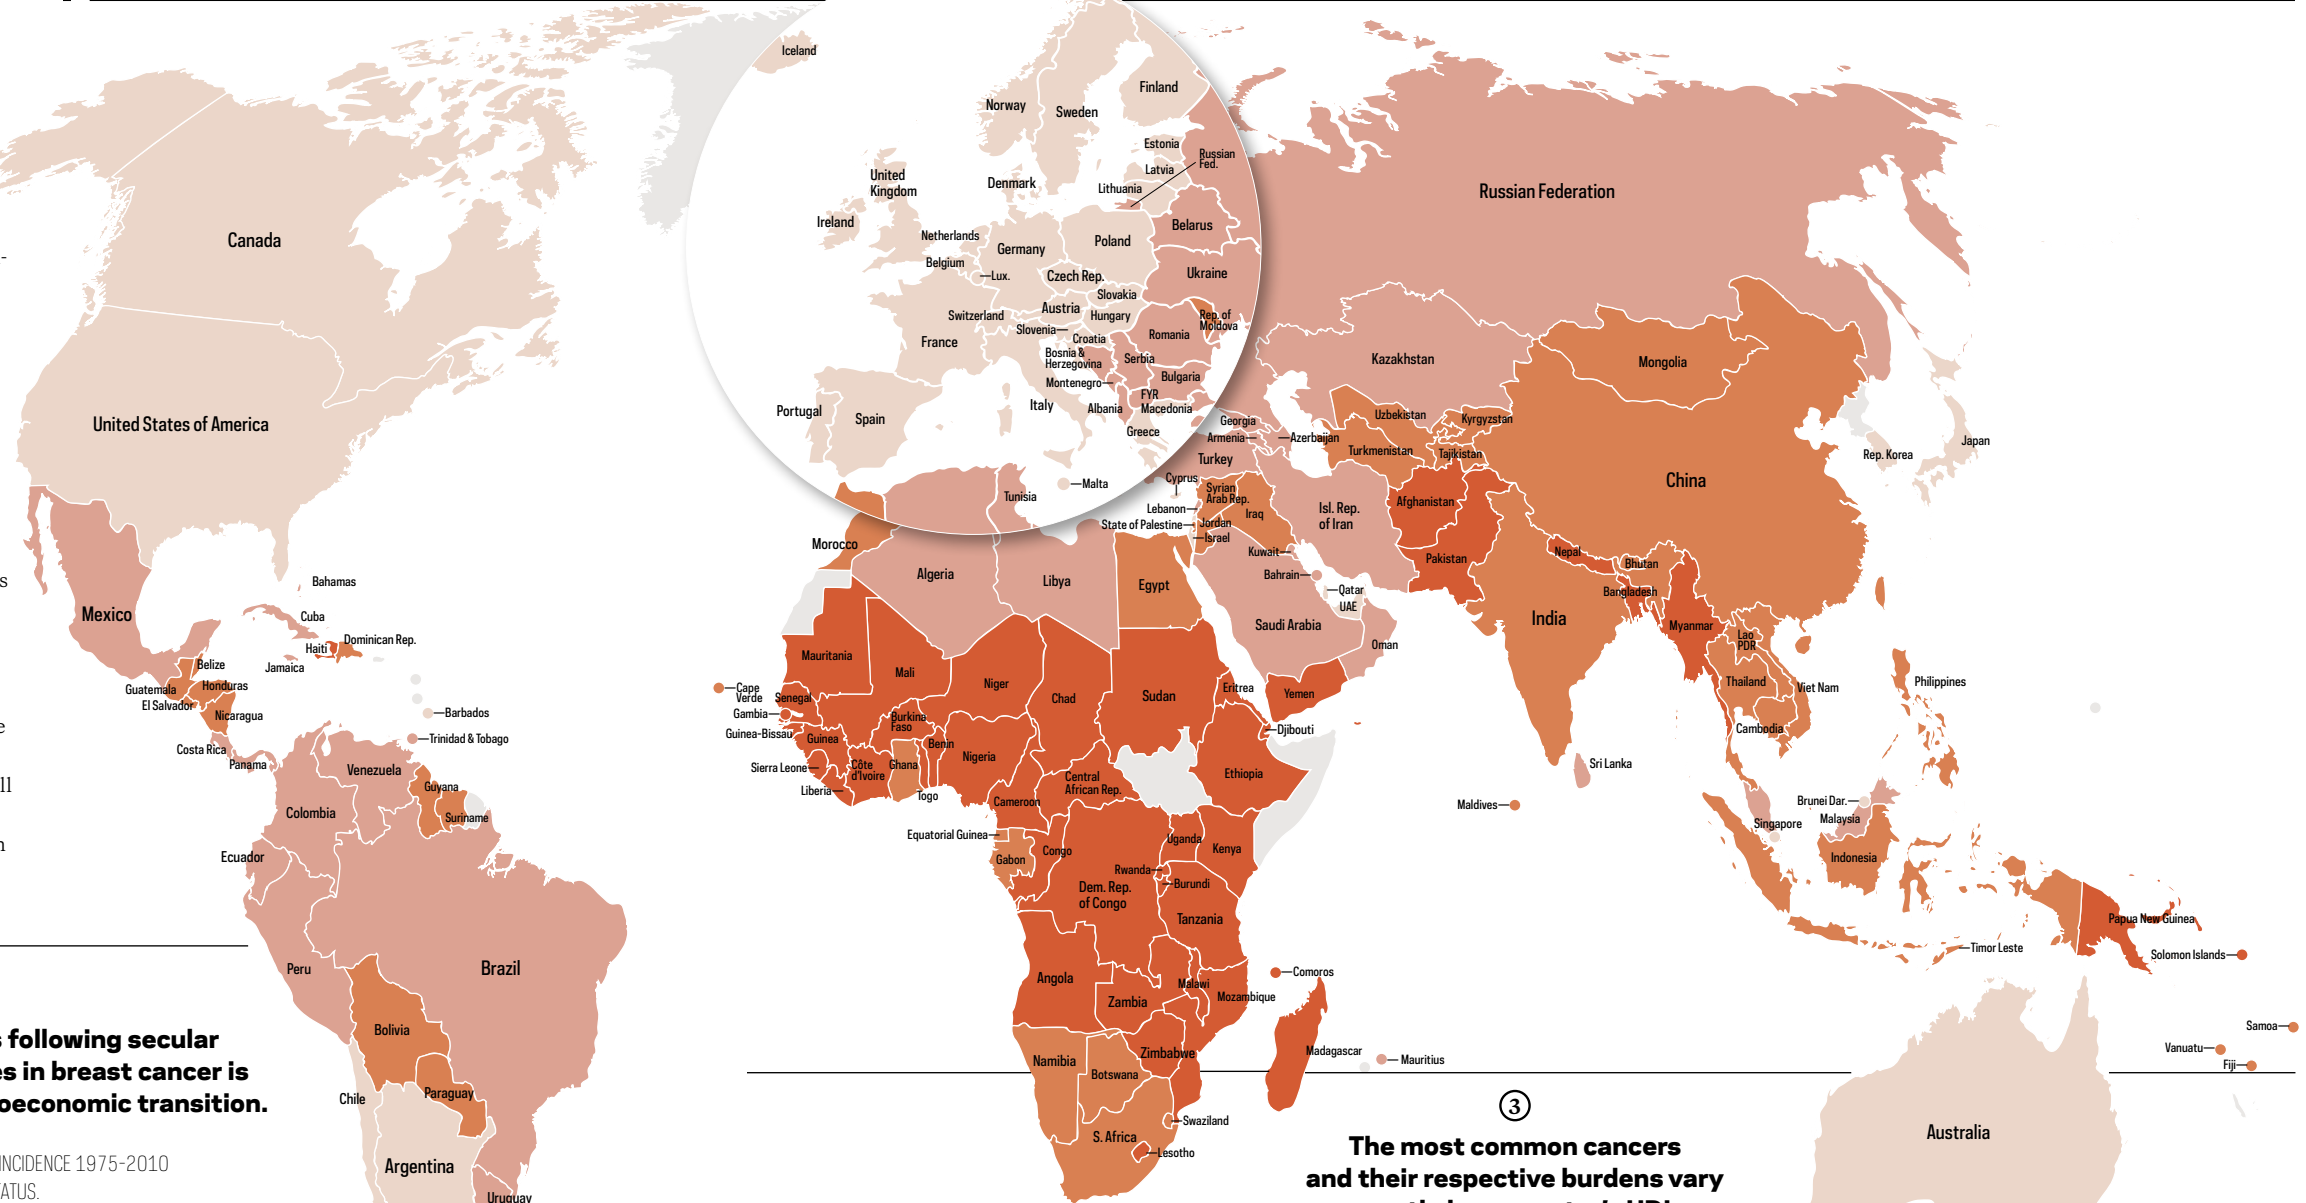 Iceland
Finland
Norway
Sweden
Estonia
Russian
Fed.
Latvia
Lithuania
United
Kingdom
Denmark
Ireland
Belarus
Netherlands
Germany
Poland
Belgium
Lux.
Czech Rep.
Ukraine
Slovakia
Austria
Switzerland
Hungary
Rep. of
Moldova
Slovenia
Croatia
Romania
France
Bosnia &
Herzegovina
Serbia
Montenegro
Bulgaria
FYR
Macedonia
Albania
Italy
Portugal
Spain
Greece
Malta
Tunisia
Canada
United States of America
Mexico
Bahamas
Cuba
Dominican Rep.
Haiti
Jamaica
Belize
Guatemala
Honduras
El Salvador
Nicaragua
Barbados
Costa Rica
Trinidad & Tobago
Panama
Venezuela
Guyana
Suriname
Colombia
Ecuador
Peru
Brazil
Bolivia
Paraguay
Chile
Argentina
Uruguay
Russian Federation
Kazakhstan
Mongolia
Uzbekistan
Kyrgyzstan
Georgia
Armenia
Azerbaijan
Turkmenistan
Tajikistan
Turkey
China
Japan
Rep. Korea
Cyprus
Syrian
Arab Rep.
Lebanon
Iraq
State of Palestine
Jordan
Israel
Isl. Rep.
of Iran
Afghanistan
Kuwait
Pakistan
Nepal
Bhutan
Bahrain
Qatar
UAE
Bangladesh
India
Saudi Arabia
Oman
Myanmar
Lao
PDR
Yemen
Thailand
Viet Nam
Philippines
Cambodia
Sri Lanka
Maldives
Brunei Dar.
Malaysia
Singapore
Indonesia
Papua New Guinea
Timor Leste
Solomon Islands
Samoa
Vanuatu
Fiji
Australia
Morocco
Algeria
Libya
Egypt
Mauritania
Mali
Niger
Chad
Sudan
Eritrea
Djibouti
Cape
Verde
Senegal
Gambia
Guinea-Bissau
Guinea
Burkina
Faso
Benin
Nigeria
Sierra Leone
Côte
d'Ivoire
Ghana
Liberia
Togo
Cameroon
Central
African Rep.
Ethiopia
Equatorial Guinea
Gabon
Congo
Uganda
Kenya
Rwanda
Burundi
Dem. Rep.
of Congo
Tanzania
Angola
Zambia
Malawi
Mozambique
Comoros
Namibia
Botswana
Zimbabwe
Madagascar
Mauritius
Swaziland
S. Africa
Lesotho
-
s
e
ll
n
s following secular
es in breast cancer is
oeconomic transition.
INCIDENCE 1975-2010
TATUS.
3
The most common cancers
and their respective burdens vary